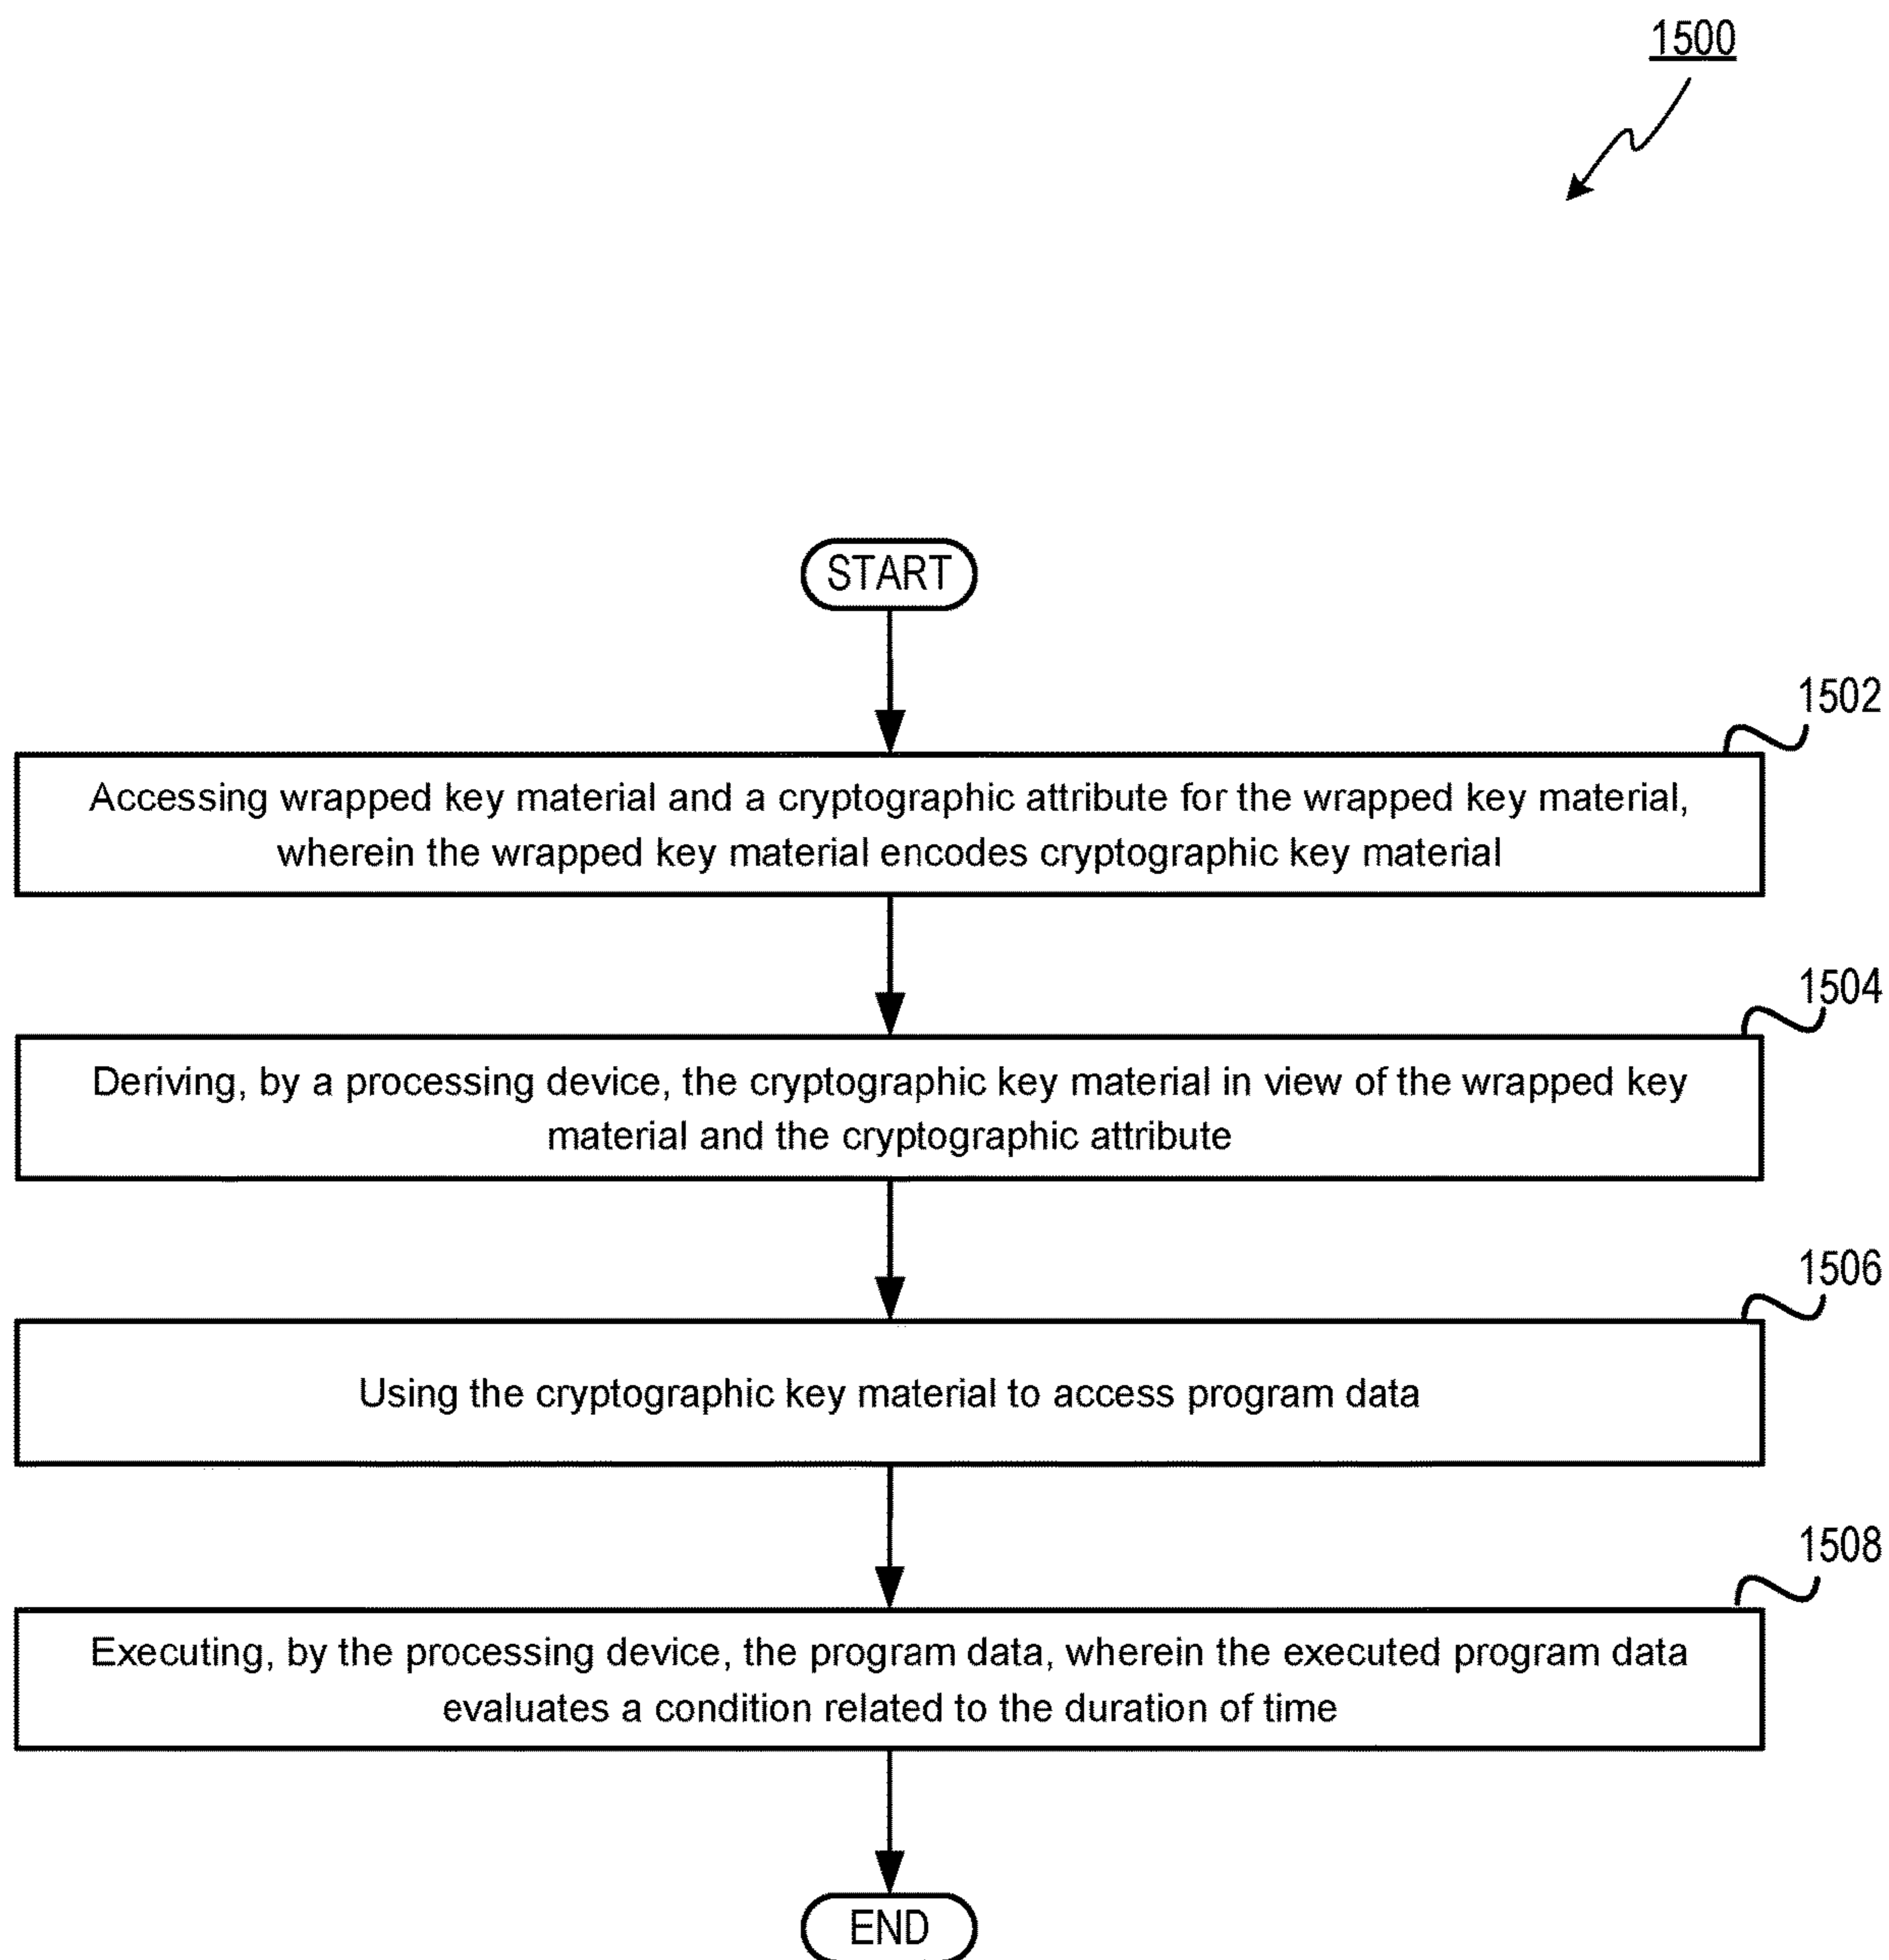 1500
START
1502
Accessing wrapped key material and a cryptographic attribute for the wrapped key material,
wherein the wrapped key material encodes cryptographic key material
1504
Deriving, by a processing device, the cryptographic key material in view of the wrapped key
material and the cryptographic attribute
1506
Using the cryptographic key material to access program data
1508
Executing, by the processing device, the program data, wherein the executed program data
evaluates a condition related to the duration of time
END